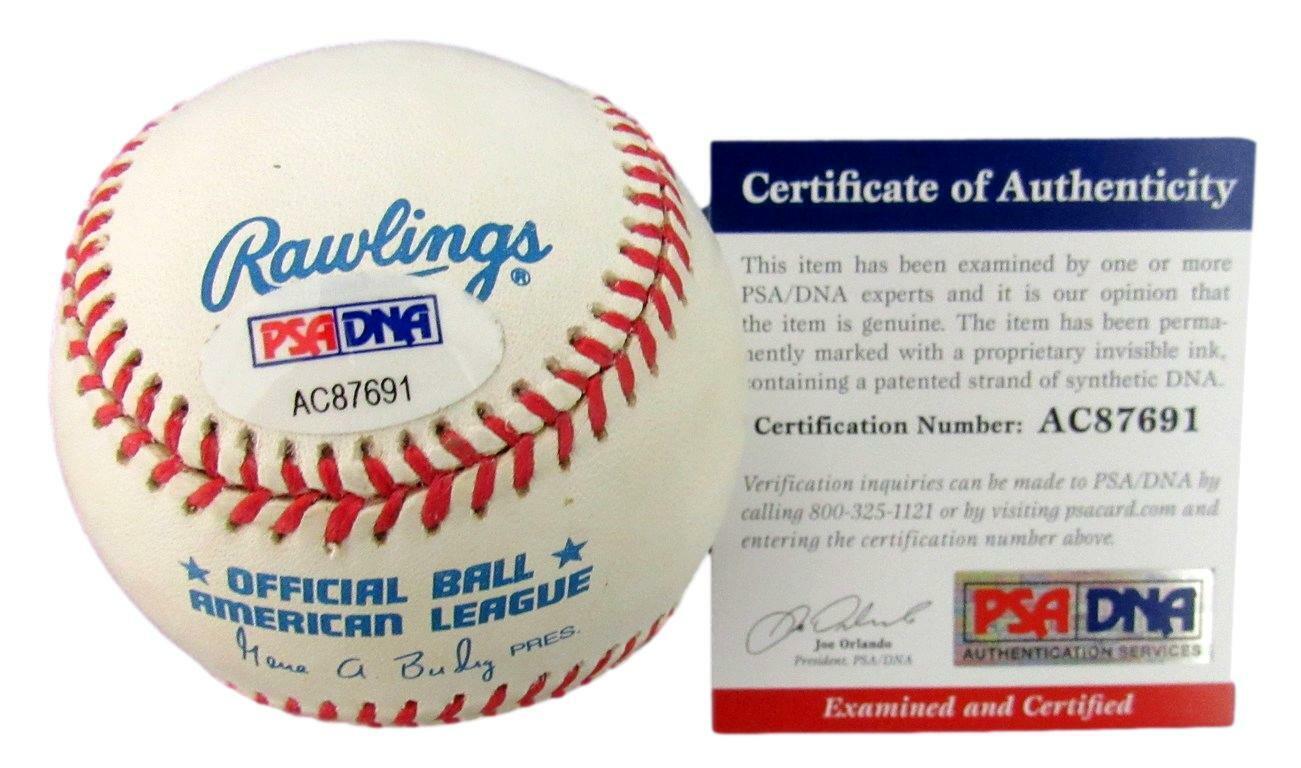 Rawlings
®
PSA DNA
AC87691
OFFICIAL BALL
AMERICAN LEAGUE
Gene A Budig PRES.
Certificate of Authenticity
This item has been examined by one or more
PSA/DNA experts and it is our opinion that
the item is genuine. The item has been perma-
nently marked with a proprietary invisible ink,
containing a patented strand of synthetic DNA.
Certification Number: AC87691
Verification inquiries can be made to PSA/DNA by
calling 800-325-1121 or by visiting psacard.com and
entering the certification number above.
Joe Orlando
President, PSA/DNA
PSA DNA
AUTHENTICATION SERVICES
Examined and Certified